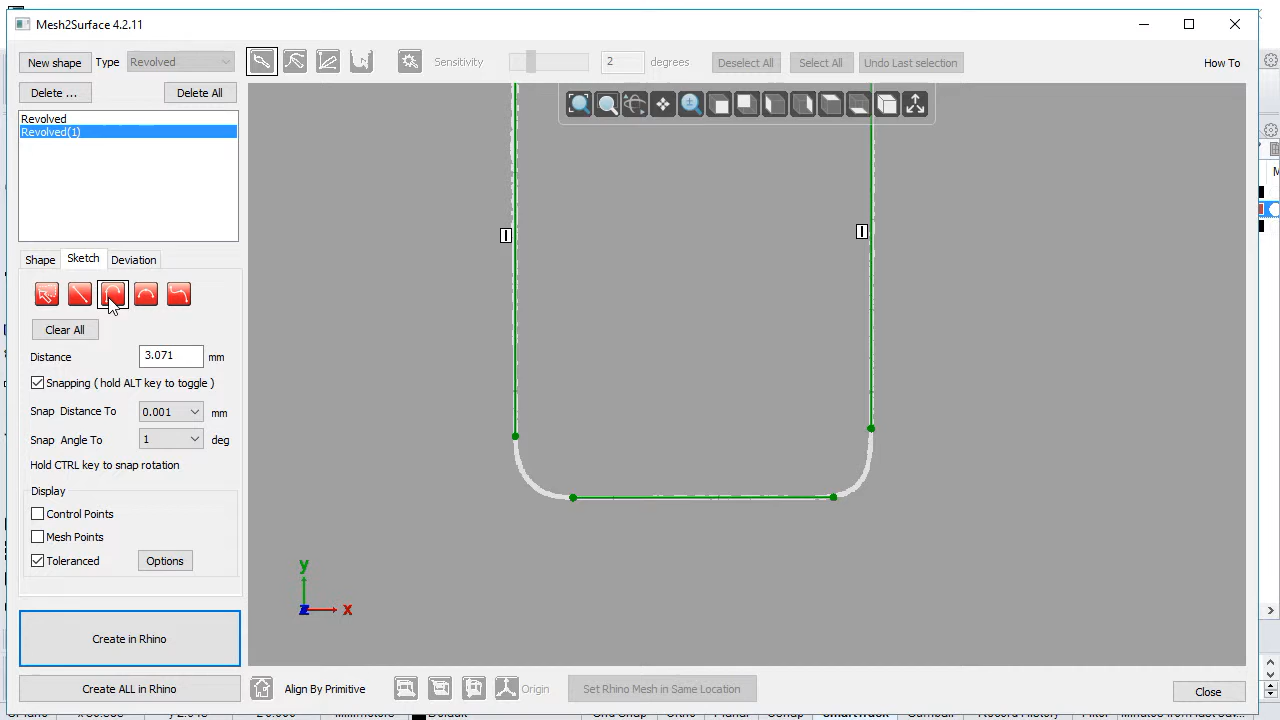 Mesh2Surface 4.2.11
New shape
Type
Revolved
Sensitivity
2
degrees
Deselect All
Select All
Undo Last selection
How To
Delete ...
Delete All
Revolved
Revolved(1)
Shape
Sketch
Deviation
Clear All
Distance
3.071
mm
Snapping ( hold ALT key to toggle )
Snap Distance To
0.001
mm
Snap Angle To
1
deg
Hold CTRL key to snap rotation
Display
Control Points
Mesh Points
Toleranced
Options
y
z
x
Create in Rhino
Create ALL in Rhino
Align By Primitive
Origin
Set Rhino Mesh in Same Location
Close